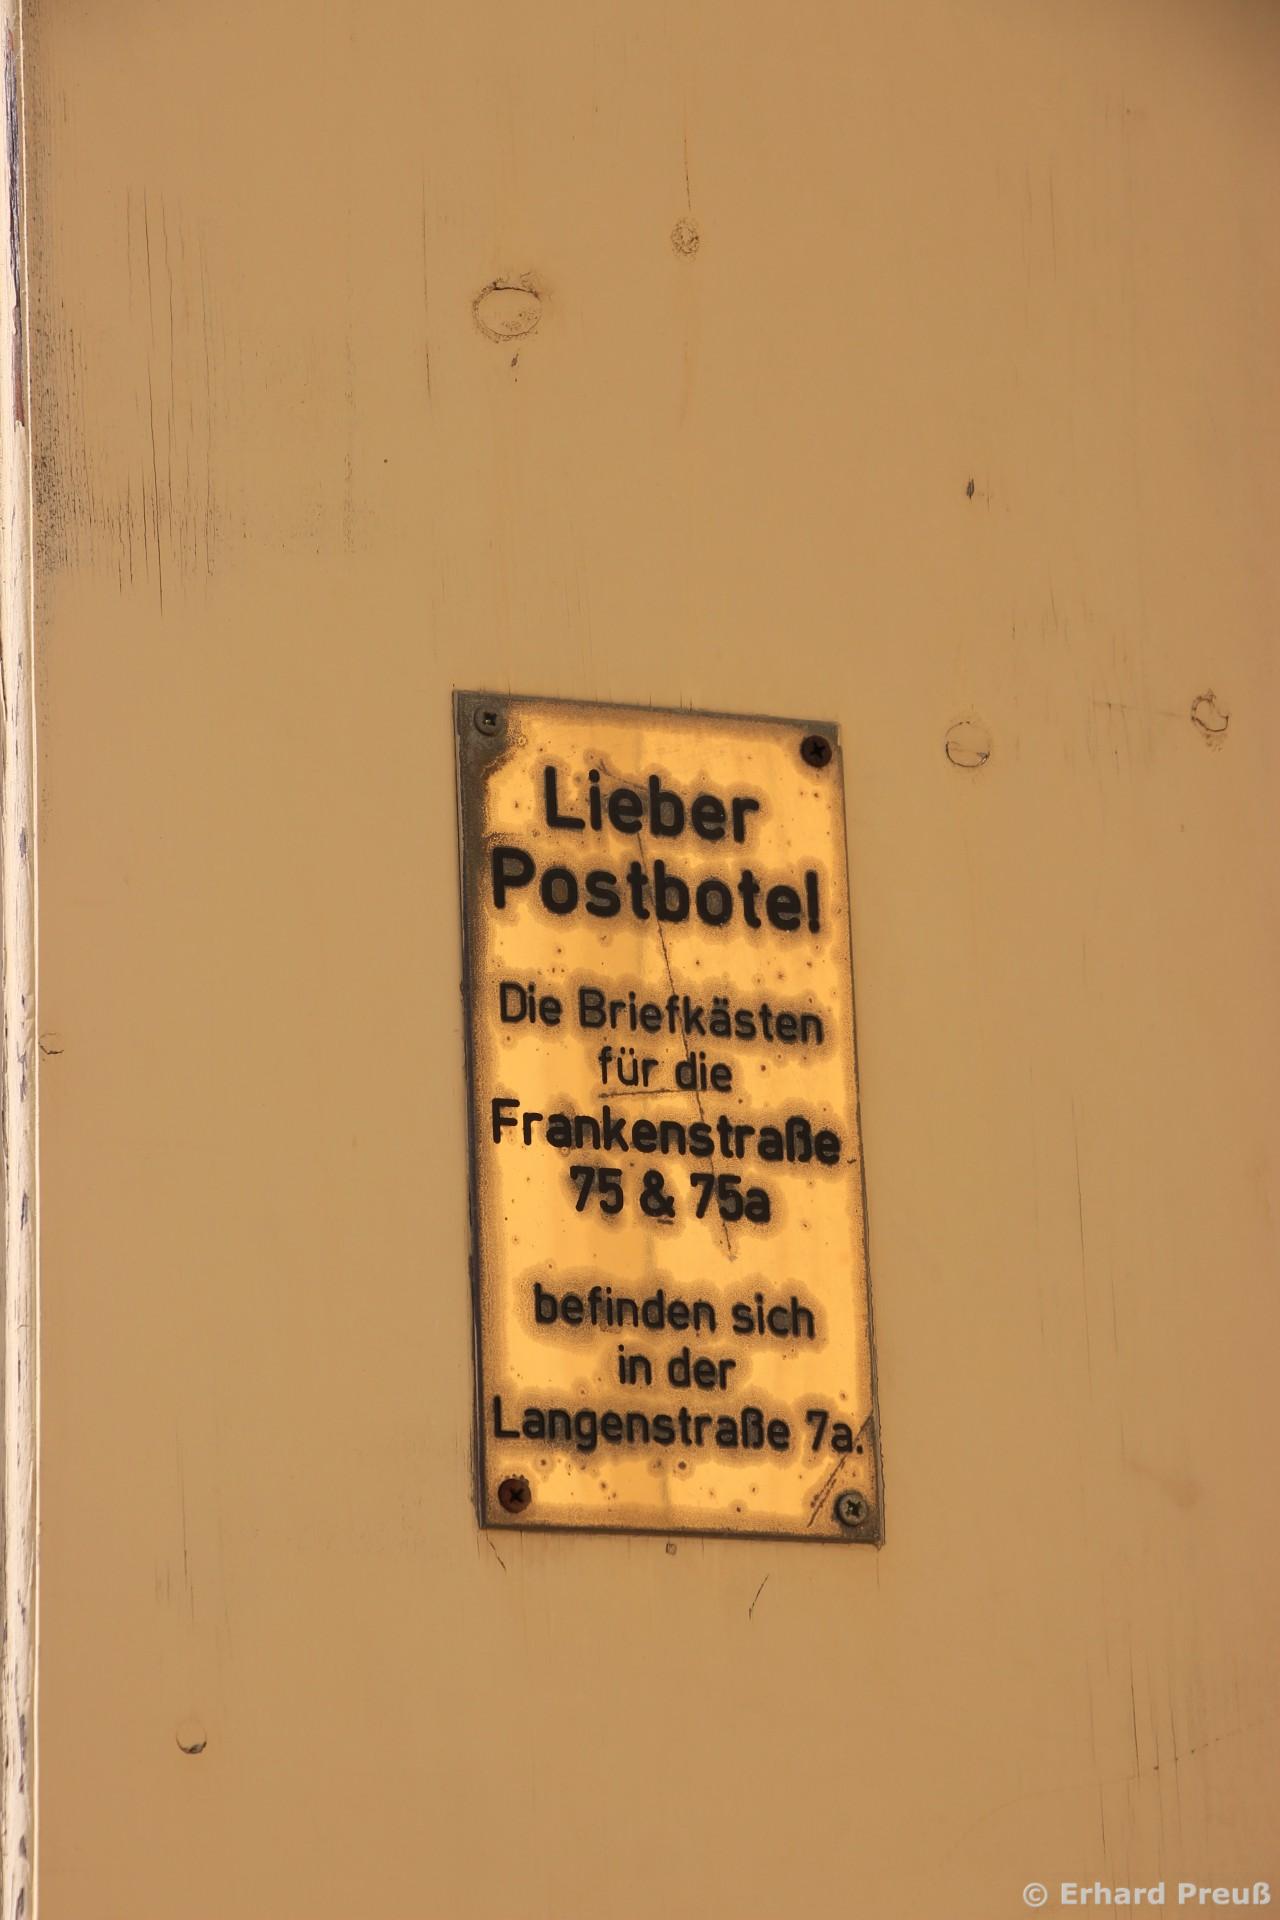 Lieber
Postbote!
Die Briefkästen
für die
Frankenstraße
75 & 75a
befinden sich
in der
Langenstraße 7a.
© Erhard Preuß